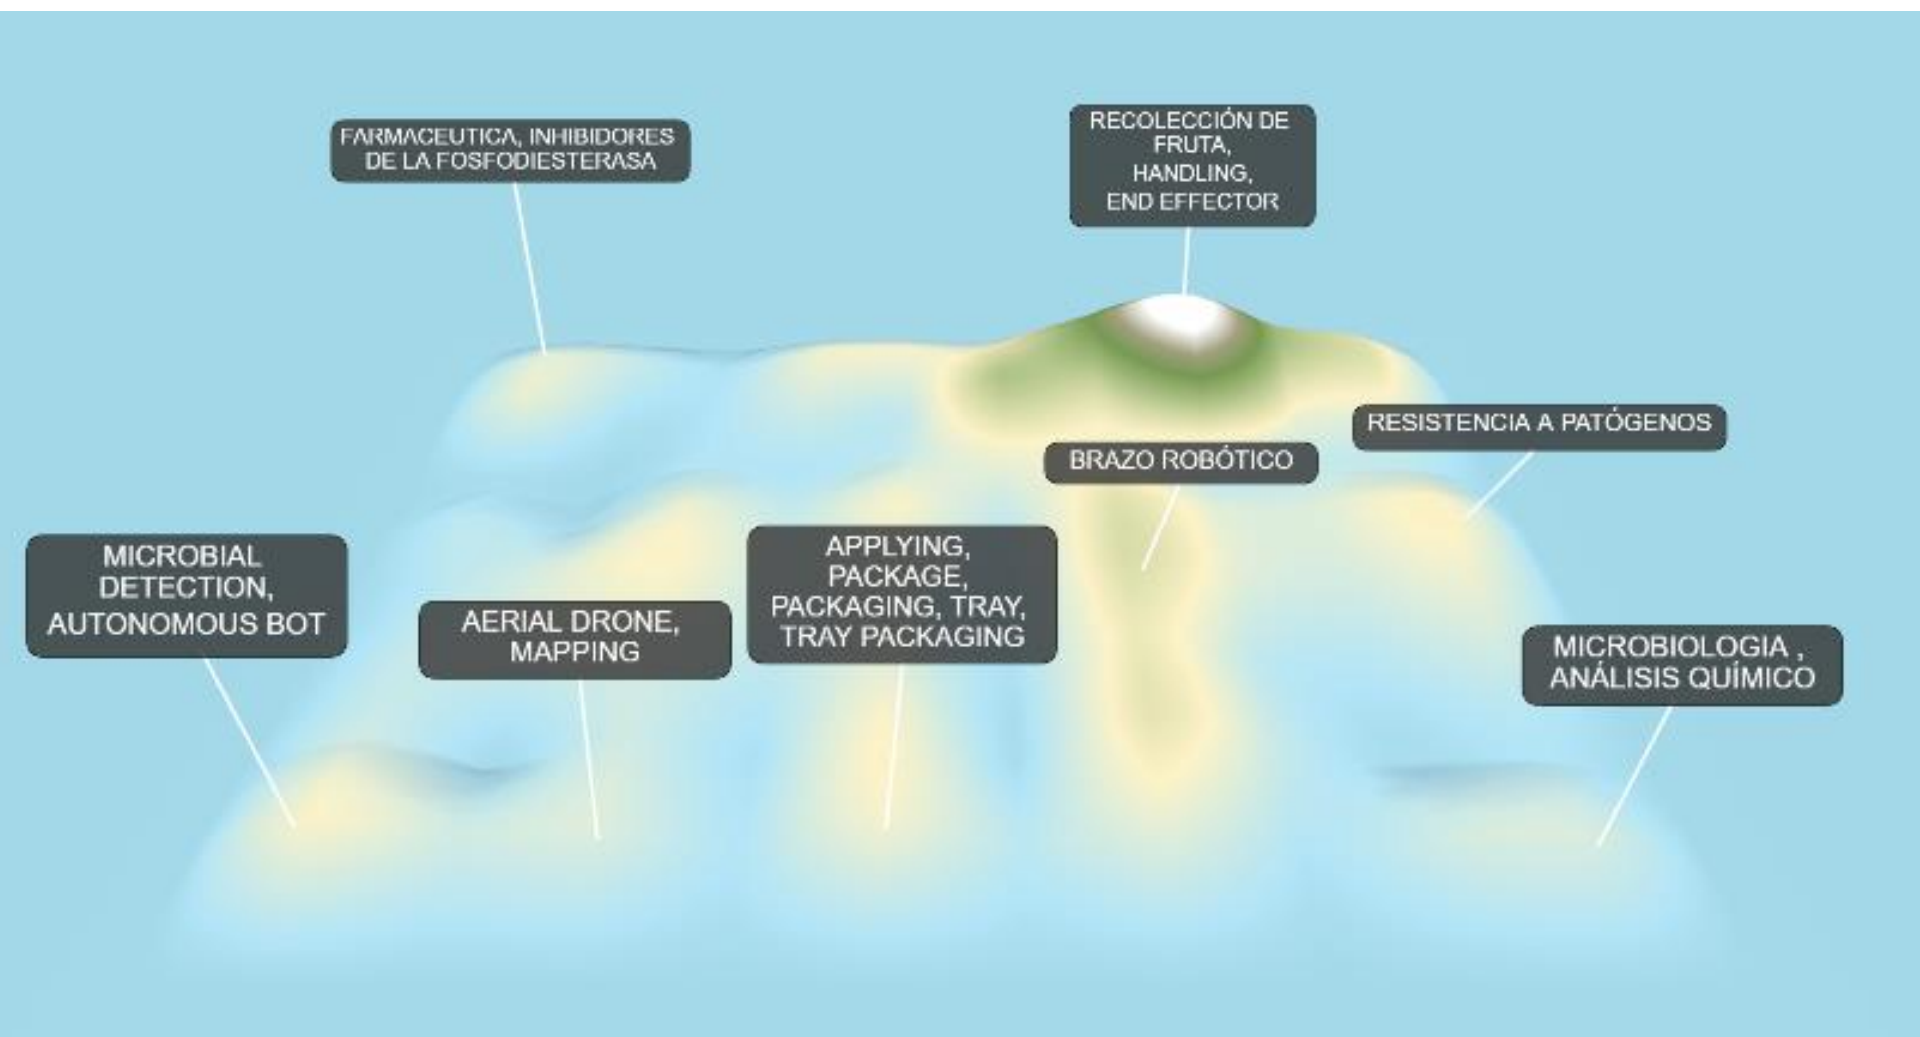 FARMACEUTICA, INHIBIDORES
DE LA FOSFODIESTERASA
RECOLECCIÓN DE
FRUTA,
HANDLING,
END EFFECTOR
RESISTENCIA A PATÓGENOS
BRAZO ROBÓTICO
MICROBIAL
DETECTION,
AUTONOMOUS BOT
AERIAL DRONE,
MAPPING
APPLYING,
PACKAGE,
PACKAGING, TRAY,
TRAY PACKAGING
MICROBIOLOGIA ,
ANÁLISIS QUÍMICO